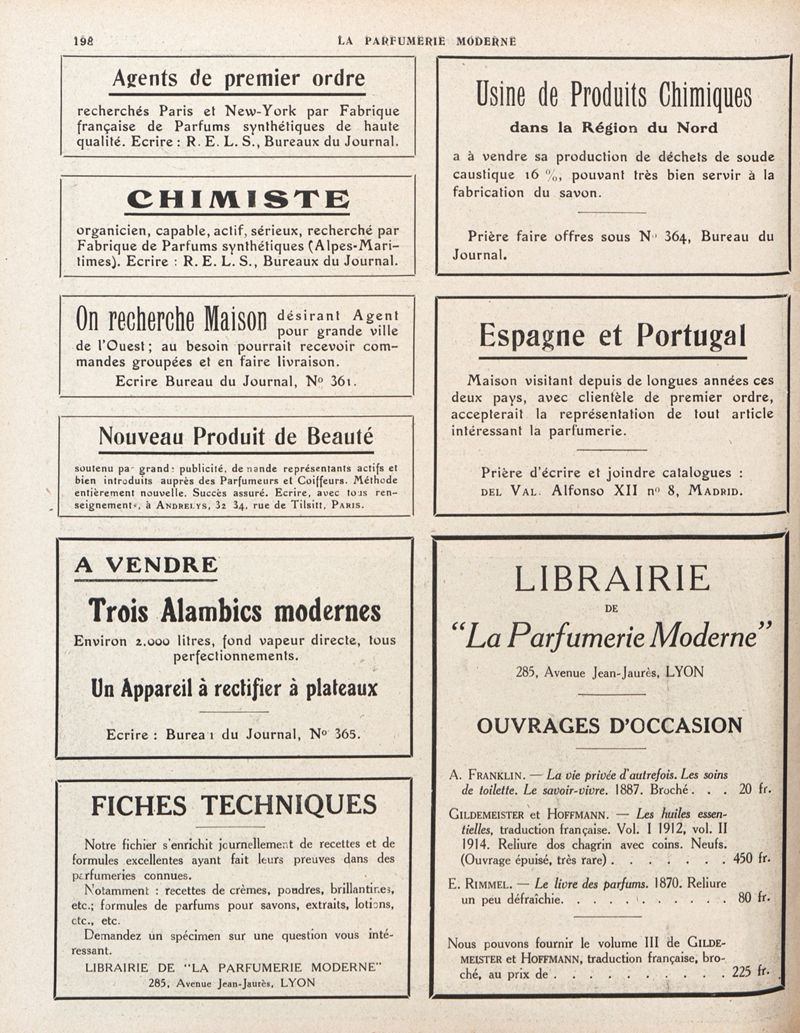 198
LA PARFUMERIE MODERNE
Agents de premier ordre
recherchés Paris et New-York par Fabrique
française de Parfums synthétiques de haute
qualité. Ecrire : R. E. L. S., Bureaux du Journal.
CHIMISTE
organicien, capable, actif, sérieux, recherché par
Fabrique de Parfums synthétiques (Alpes-Mari-
times). Ecrire : R. E. L. S., Bureaux du Journal.
On recherche Maison désirant Agent
pour grande ville
de l'Ouest ; au besoin pourrait recevoir com-
mandes groupées et en faire livraison.
Ecrire Bureau du Journal, Nº 361.
Nouveau Produit de Beauté
soutenu par grande publicité, demande représentants actifs et
bien introduits auprès des Parfumeurs et Coiffeurs. Méthode
entièrement nouvelle. Succès assuré. Ecrire, avec tous ren-
seignements, à ANDRELYS, 32 34, rue de Tilsitt, PARIS.
A VENDRE
Trois Alambics modernes
Environ 2.000 litres, fond vapeur directe, tous
perfectionnements.
Un Appareil à rectifier à plateaux
Ecrire : Bureau du Journal, Nº 365.
FICHES TECHNIQUES
Notre fichier s'enrichit journellement de recettes et de
formules excellentes ayant fait leurs preuves dans des
parfumeries connues.
Notamment : recettes de crèmes, poudres, brillantines,
etc.; formules de parfums pour savons, extraits, lotions,
etc., etc.
Demandez un spécimen sur une question vous inté-
ressant.
LIBRAIRIE DE "LA PARFUMERIE MODERNE"
285, Avenue Jean-Jaurès, LYON
Usine de Produits Chimiques
dans la Région du Nord
a à vendre sa production de déchets de soude
caustique 16 %, pouvant très bien servir à la
fabrication du savon.
Prière faire offres sous Nº 364, Bureau du
Journal.
Espagne et Portugal
Maison visitant depuis de longues années ces
deux pays, avec clientèle de premier ordre,
accepterait la représentation de tout article
intéressant la parfumerie.
Prière d'écrire et joindre catalogues :
DEL VAL. Alfonso XII nº 8, MADRID.
LIBRAIRIE
DE
"La Parfumerie Moderne"
285, Avenue Jean-Jaurès, LYON
OUVRAGES D'OCCASION
A. FRANKLIN. — La vie privée d'autrefois. Les soins
de toilette. Le savoir-vivre. 1887. Broché . . . 20 fr.
GILDEMEISTER et HOFFMANN. — Les huiles essen-
tielles, traduction française. Vol. I 1912, vol. II
1914. Reliure dos chagrin avec coins. Neufs.
(Ouvrage épuisé, très rare) . . . . . . . 450 fr.
E. RIMMEL. — Le livre des parfums. 1870. Reliure
un peu défraîchie. . . . . . . . . . 80 fr.
Nous pouvons fournir le volume III de GILDE-
MEISTER et HOFFMANN, traduction française, bro-
ché, au prix de . . . . . . . . . . 225 fr.